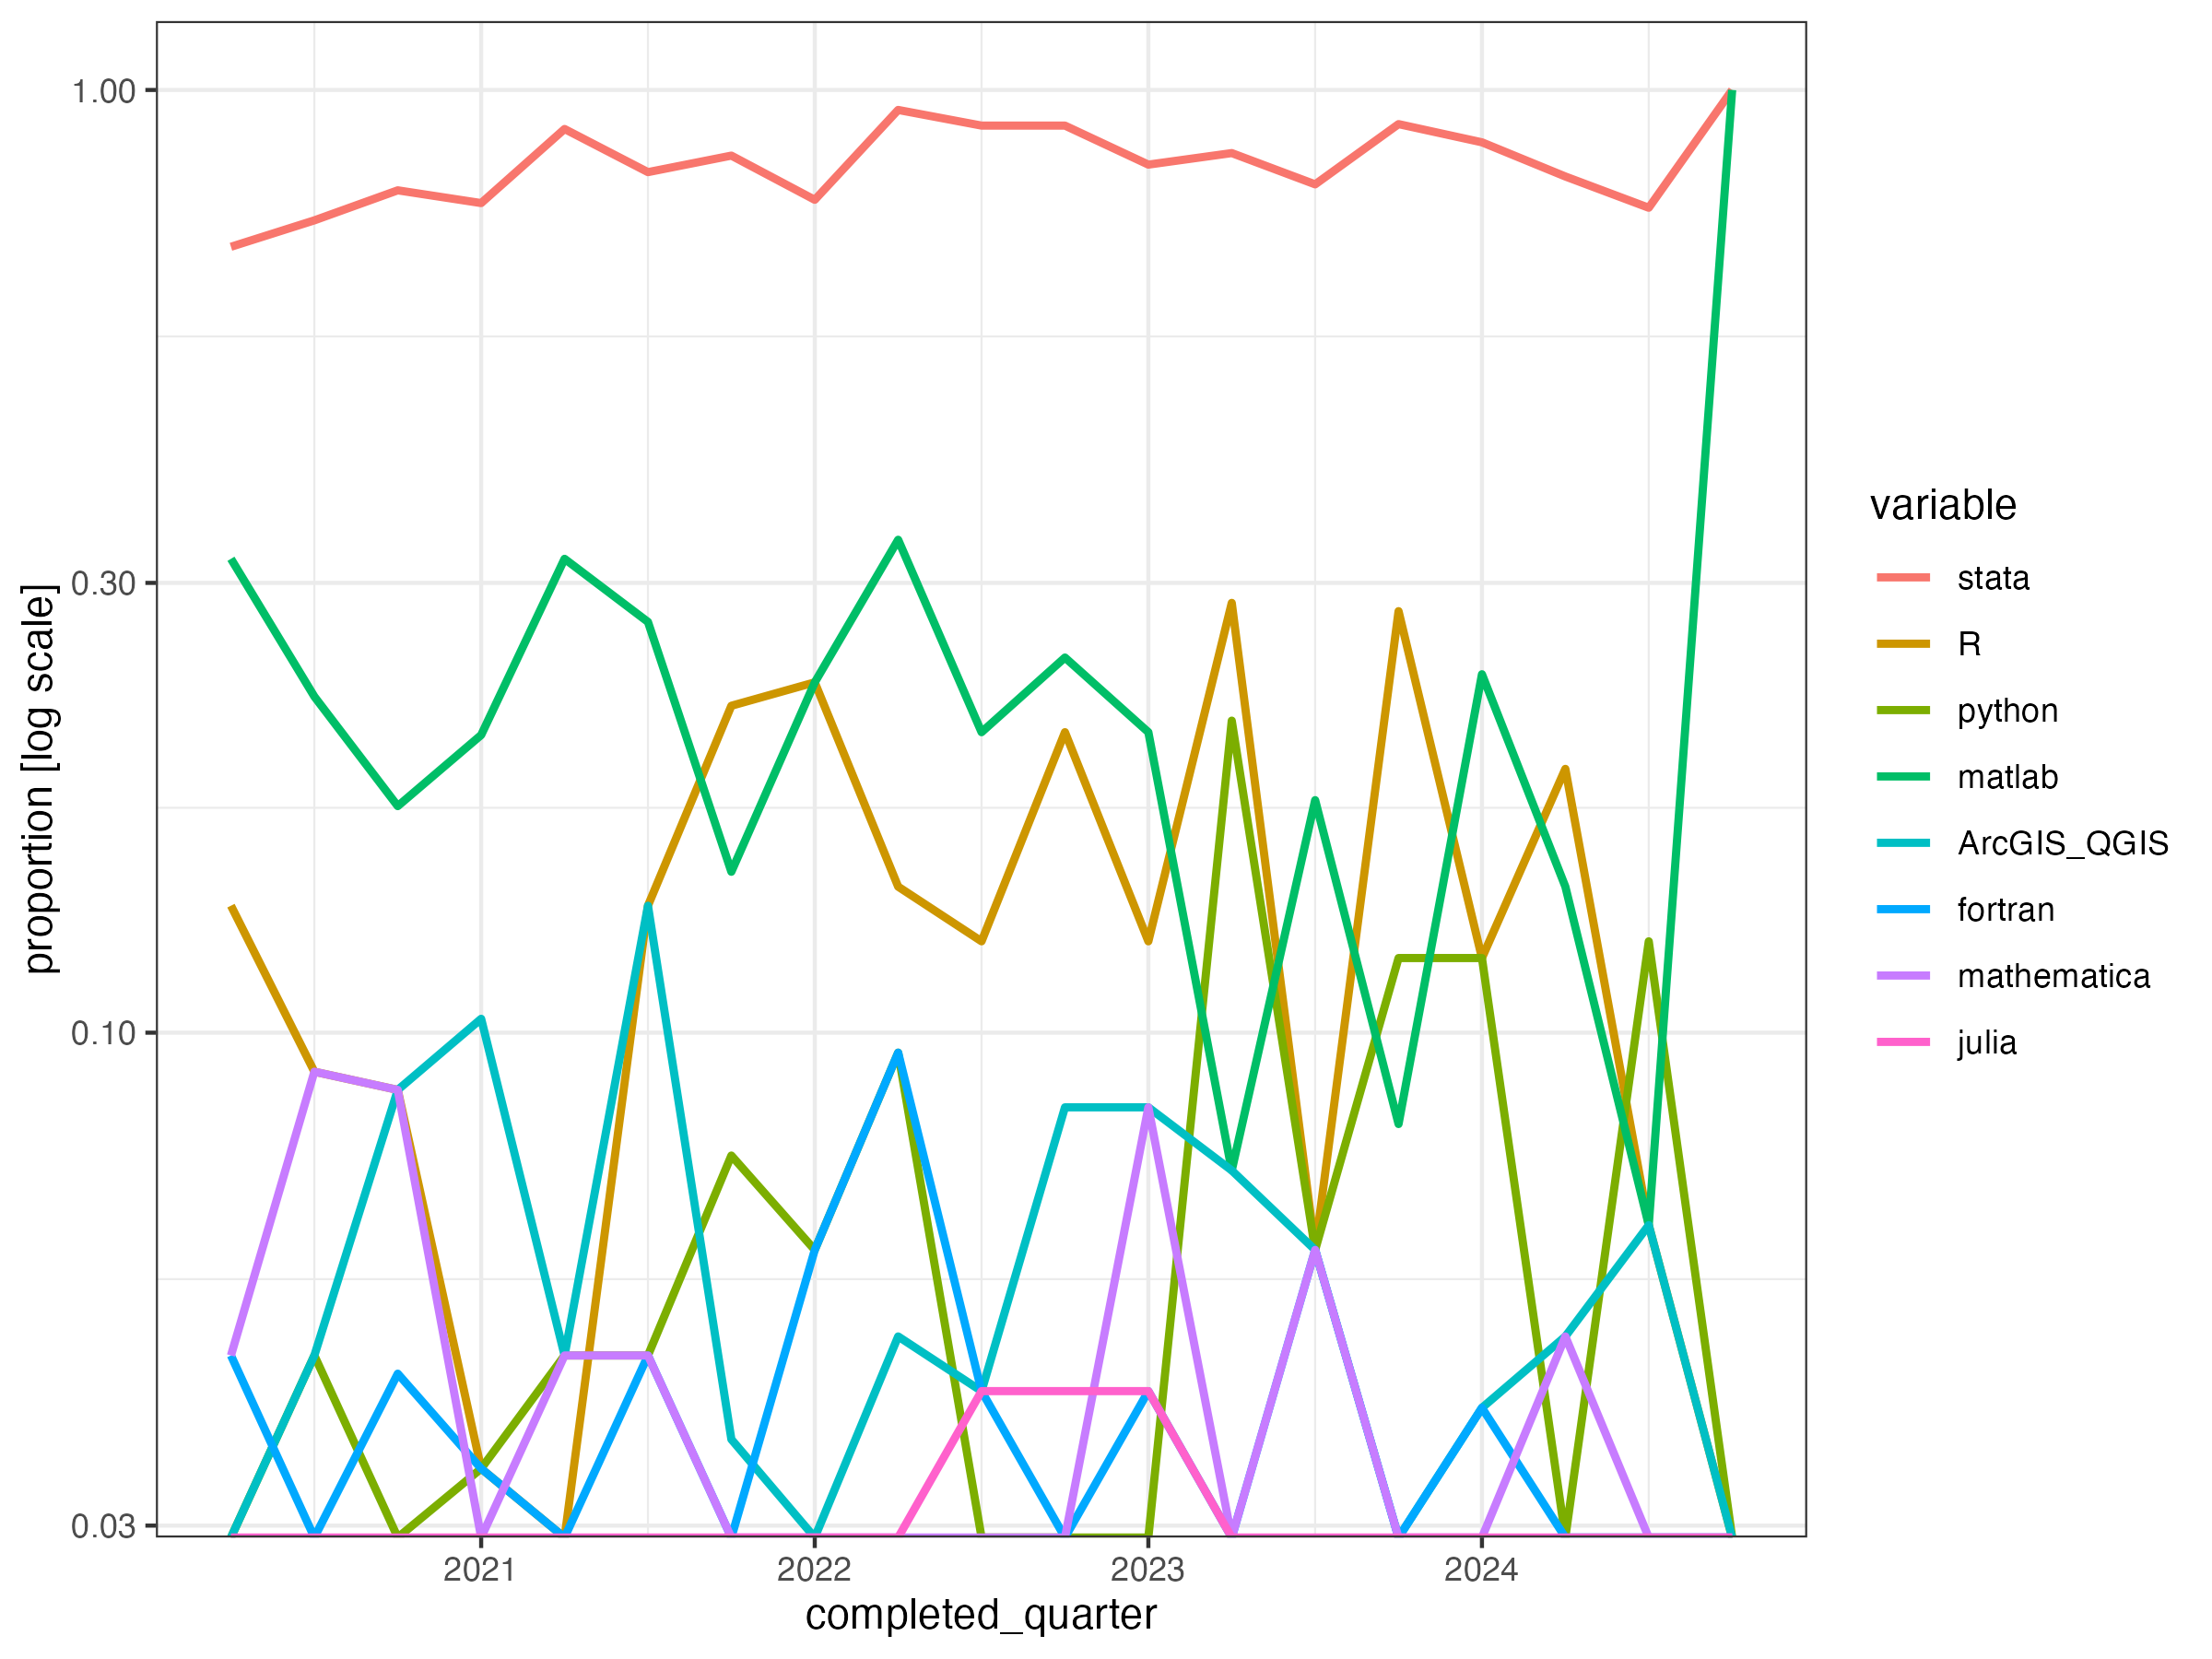 1.00
0.30
0.10
0.03
proportion [log scale]
2021 2022 2023 2024
completed_quarter
variable
stata
R
python
matlab
ArcGIS_QGIS
fortran
mathematica
julia